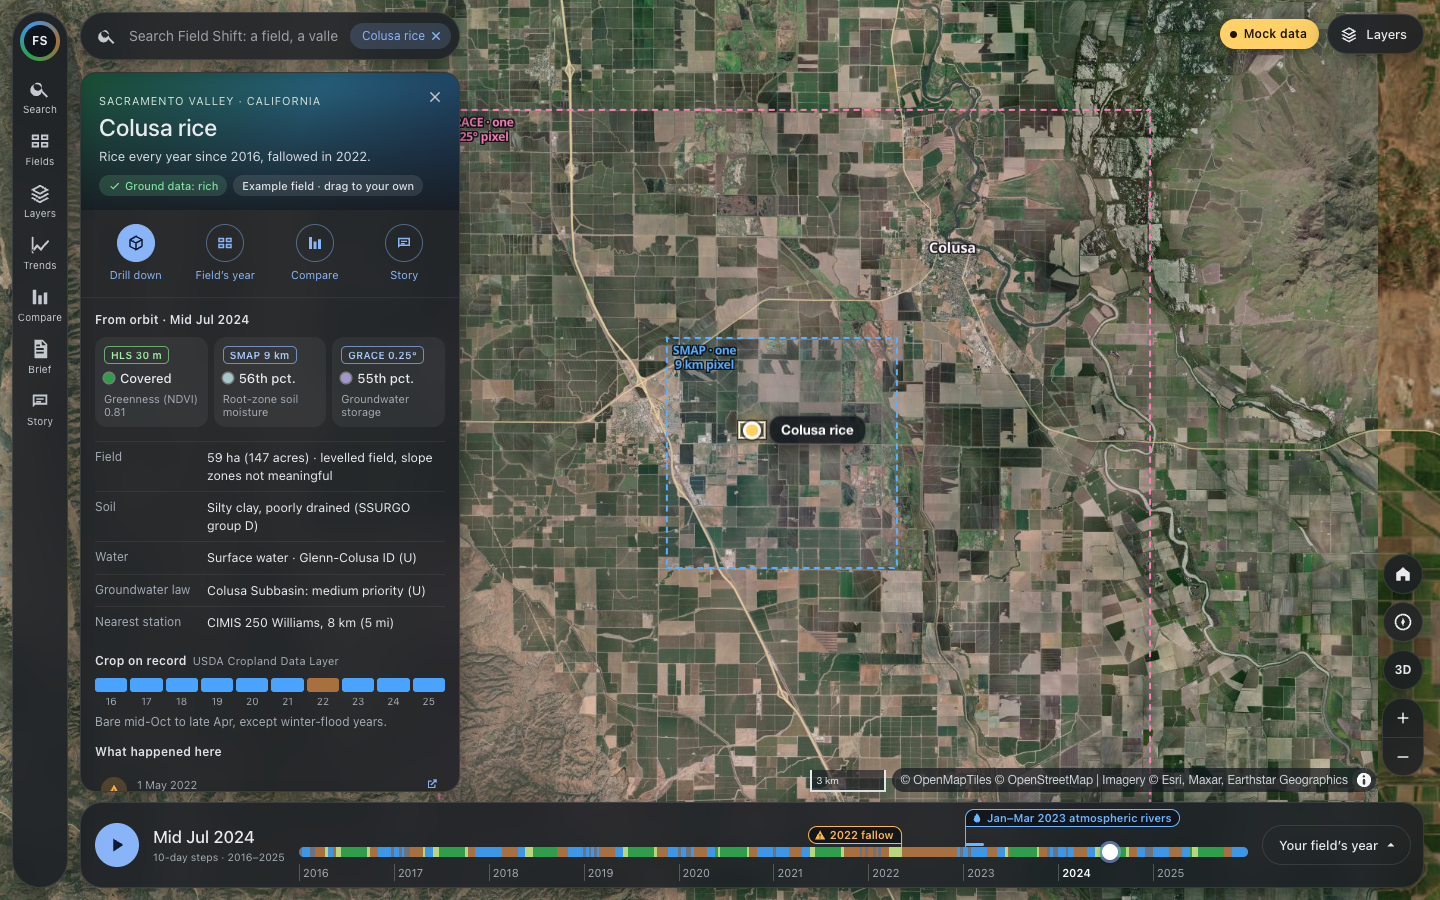 FS
Search
Fields
Layers
Trends
Compare
Brief
Story
Search Field Shift: a field, a valle
Colusa rice
SACRAMENTO VALLEY · CALIFORNIA
Colusa rice
Rice every year since 2016, fallowed in 2022.
Ground data: rich
Example field · drag to your own
Drill down
Field's year
Compare
Story
From orbit · Mid Jul 2024
HLS 30 m
Covered
Greenness (NDVI)
0.81
SMAP 9 km
56th pct.
Root-zone soil
moisture
GRACE 0.25°
55th pct.
Groundwater
storage
Field
59 ha (147 acres) · levelled field, slope
zones not meaningful
Soil
Silty clay, poorly drained (SSURGO
group D)
Water
Surface water · Glenn-Colusa ID (U)
Groundwater law
Colusa Subbasin: medium priority (U)
Nearest station
CIMIS 250 Williams, 8 km (5 mi)
Crop on record USDA Cropland Data Layer
16 17 18 19 20 21 22 23 24 25
Bare mid-Oct to late Apr, except winter-flood years.
What happened here
1 May 2022
ACE · one
25° pixel
Colusa
SMAP · one
9 km pixel
Colusa rice
Mock data
Layers
3D
3 km
© OpenMapTiles © OpenStreetMap | Imagery © Esri, Maxar, Earthstar Geographics
Mid Jul 2024
10-day steps · 2016–2025
2022 fallow
Jan–Mar 2023 atmospheric rivers
2016 2017 2018 2019 2020 2021 2022 2023 2024 2025
Your field's year